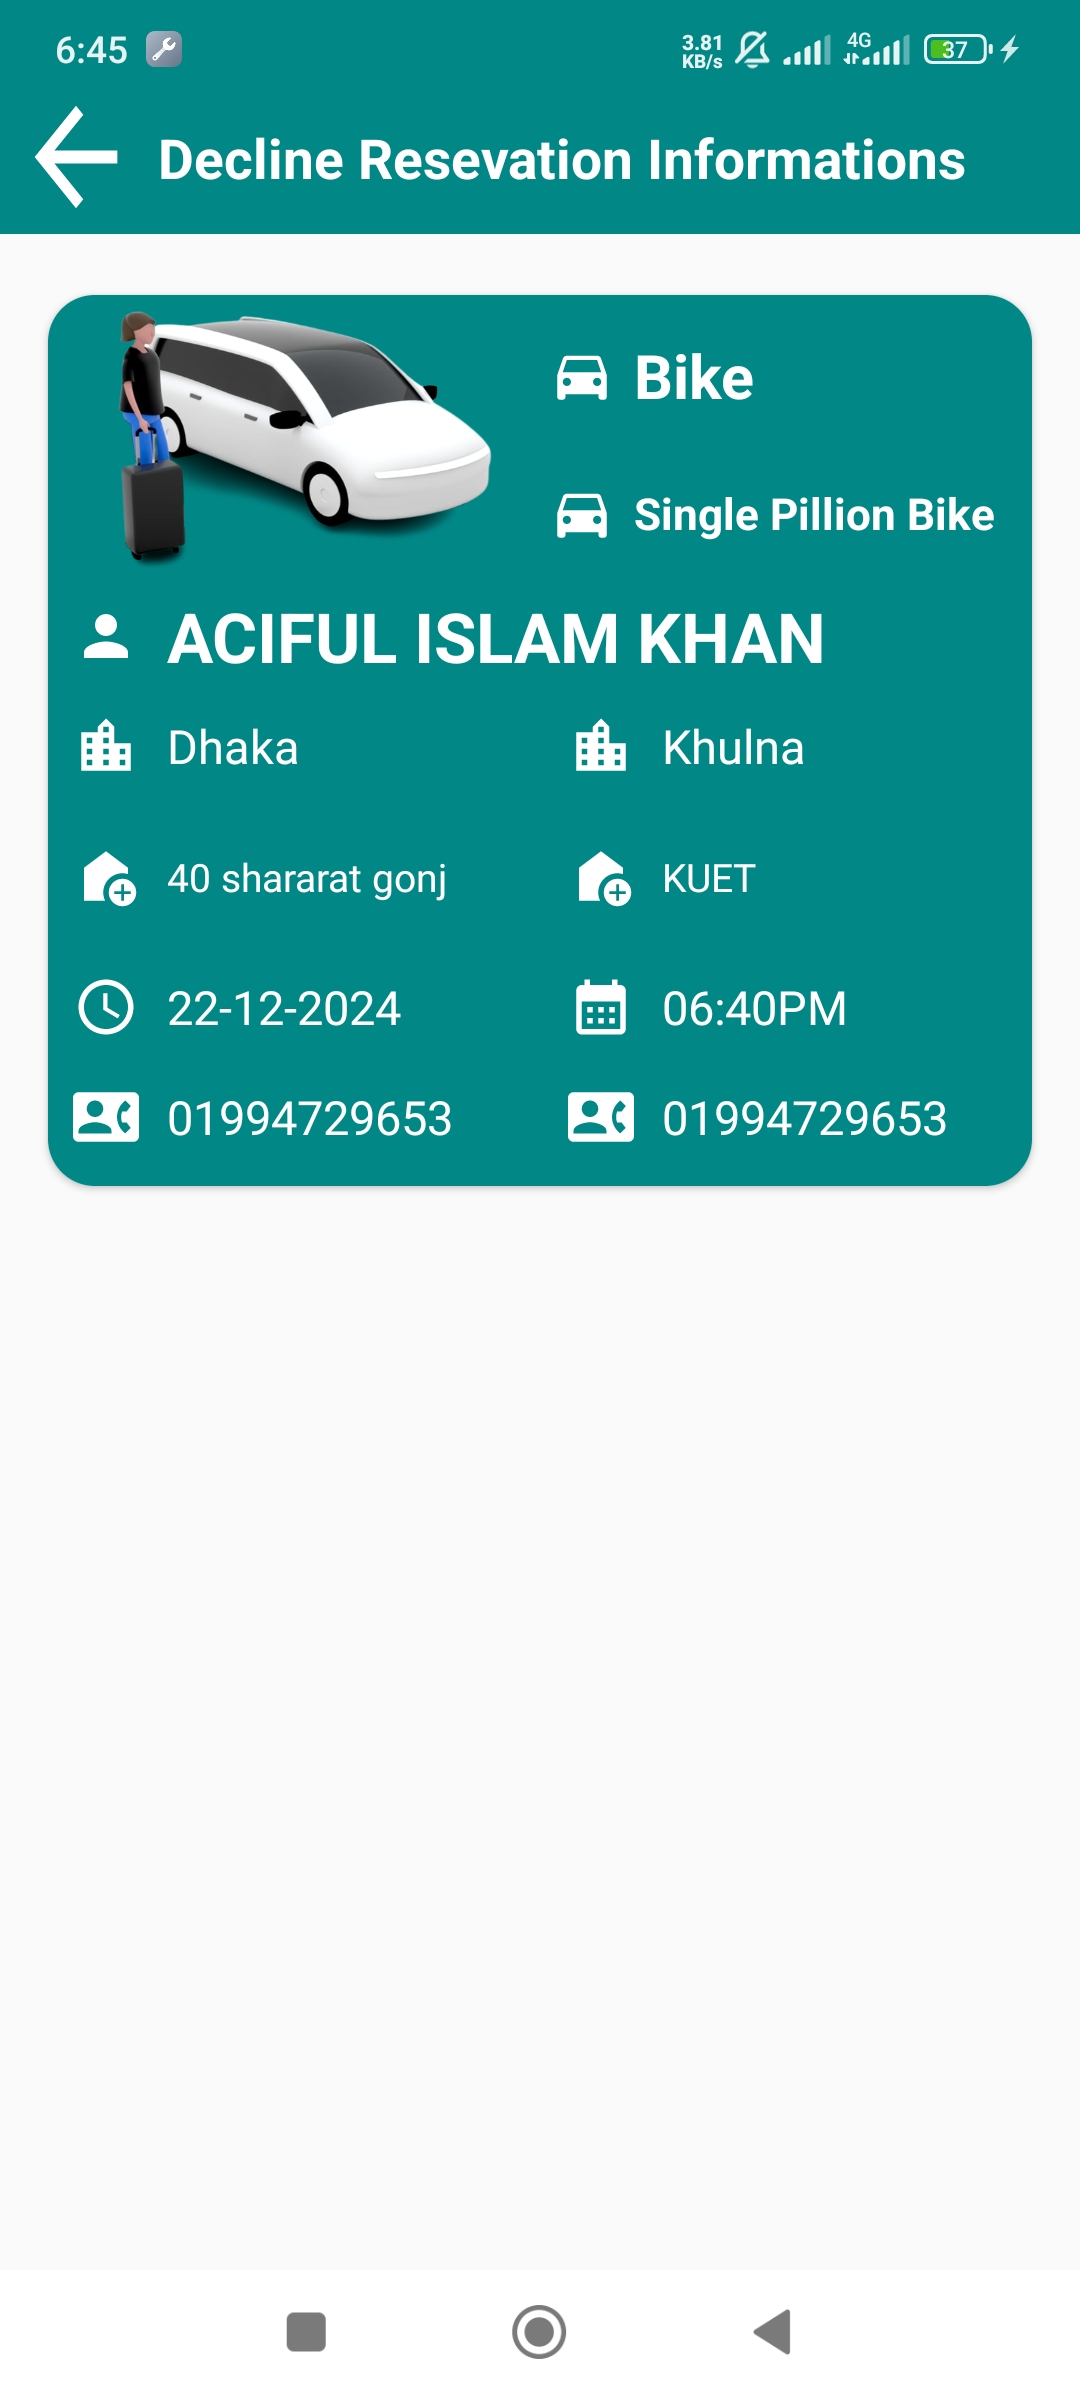 6:45 3.81 KB/s 4G 37
Decline Resevation Informations
Bike
Single Pillion Bike
ACIFUL ISLAM KHAN
Dhaka Khulna
40 shararat gonj KUET
22-12-2024 06:40PM
01994729653 01994729653